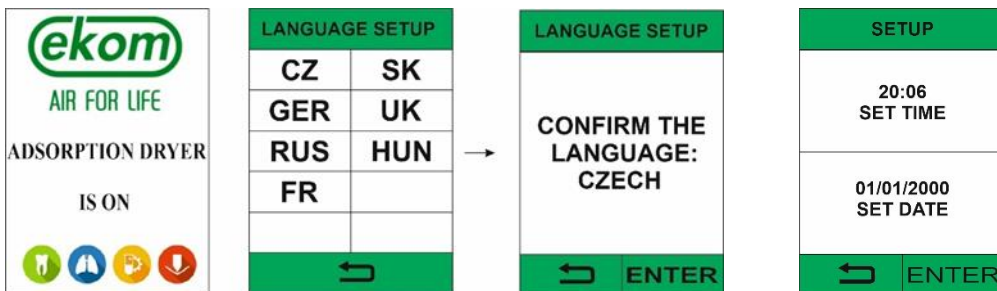 ekom
AIR FOR LIFE
ADSORPTION DRYER
IS ON
LANGUAGE SETUP
CZ SK
GER UK
RUS HUN
FR
LANGUAGE SETUP
CONFIRM THE
LANGUAGE:
CZECH
ENTER
SETUP
20:06
SET TIME
01/01/2000
SET DATE
ENTER